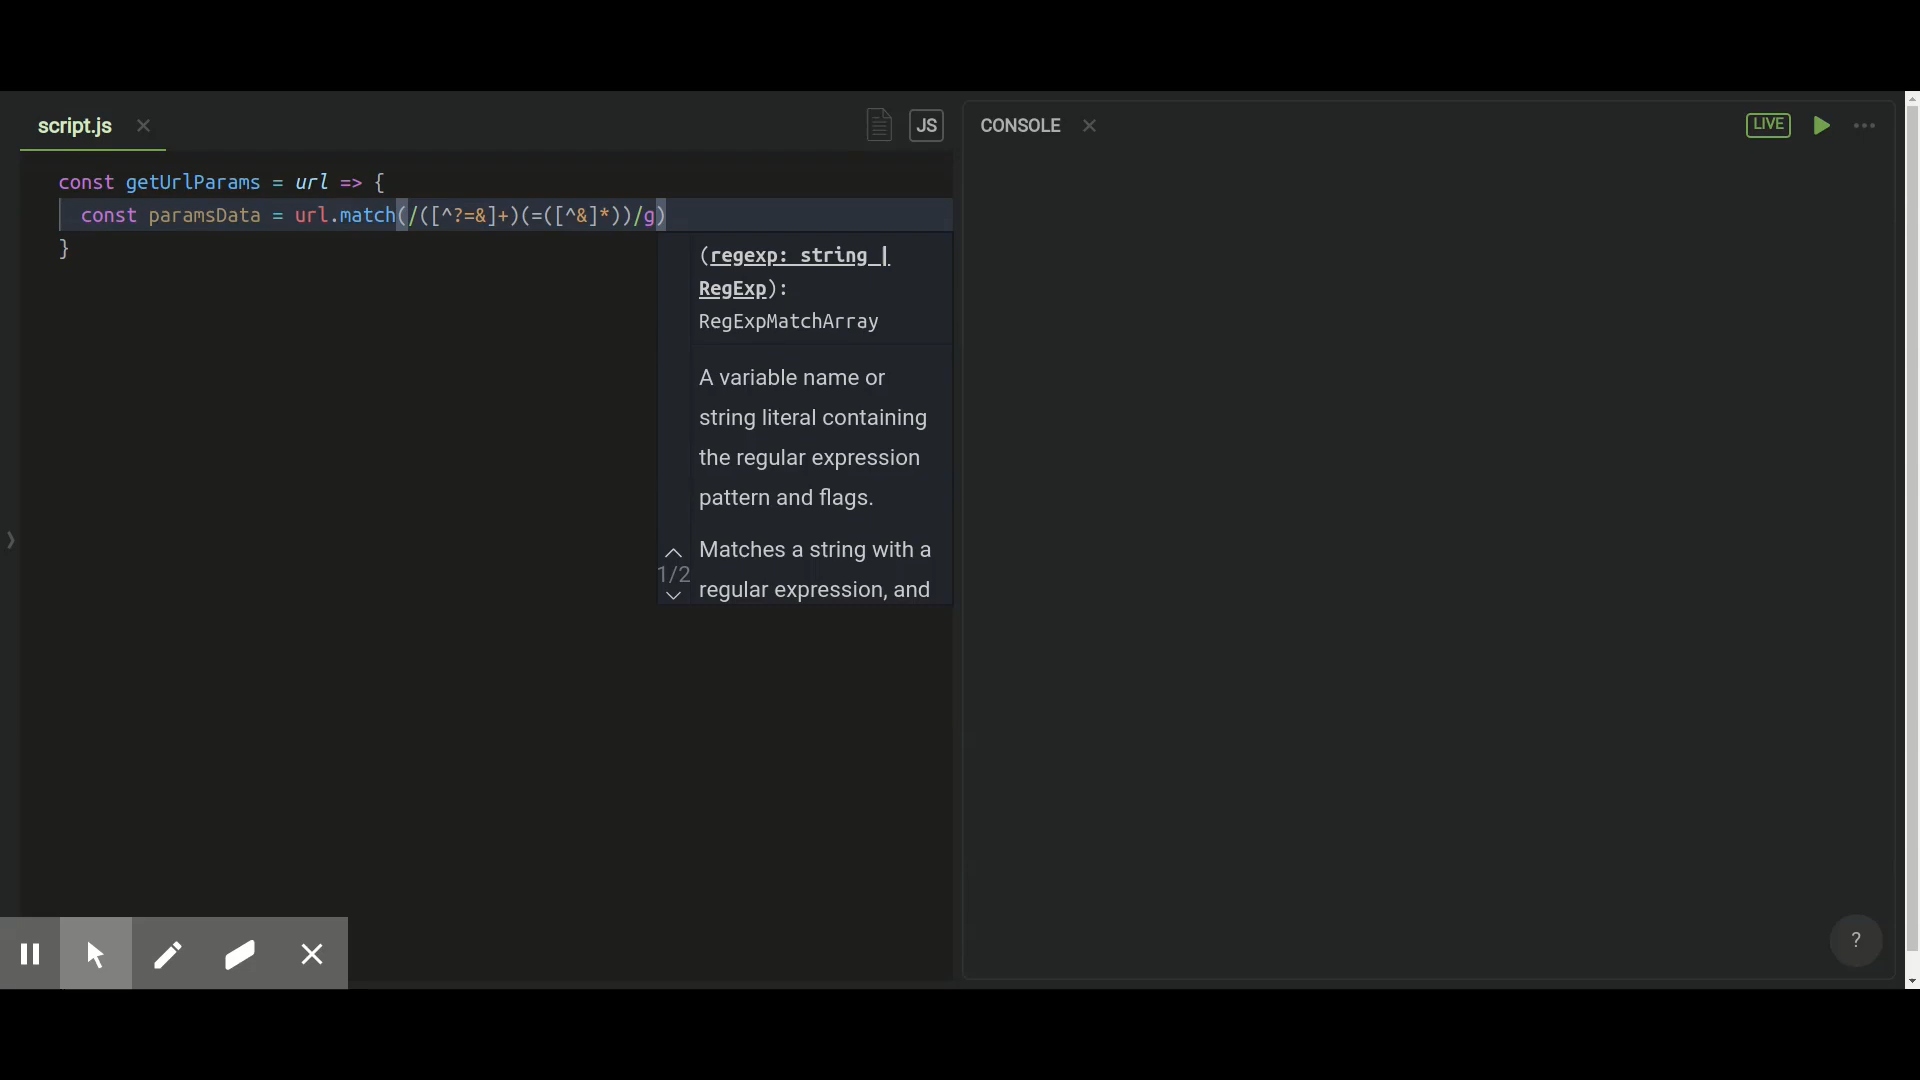 script.js
JS
CONSOLE
LIVE
const getUrlParams = url => {
const paramsData = url.match(/([^?=&]+)(=([^&]*))/g)
}
(regexp: string |
RegExp):
RegExpMatchArray
A variable name or
string literal containing
the regular expression
pattern and flags.
Matches a string with a
regular expression, and
1/2
?